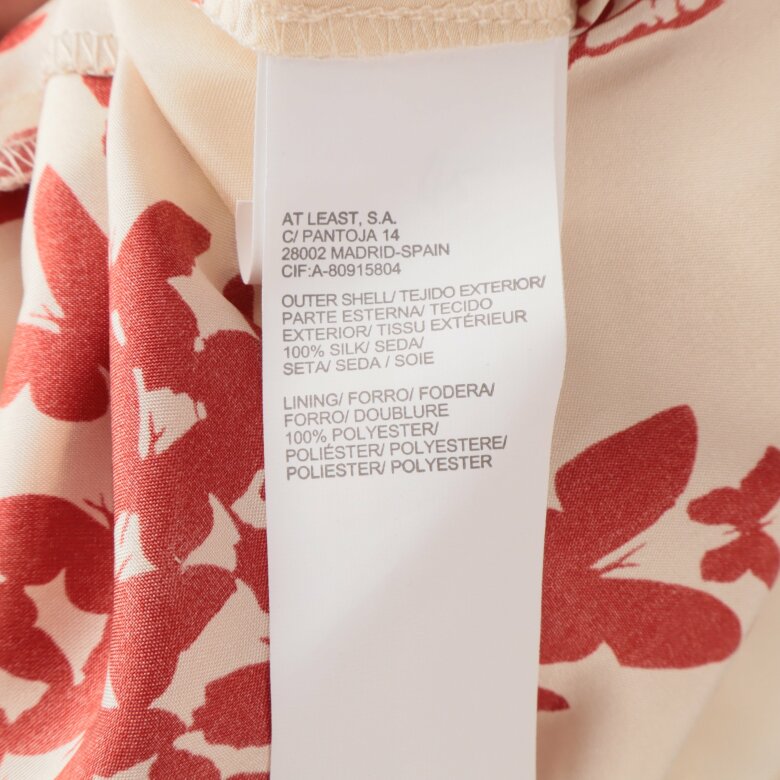 AT LEAST, S.A.
C/ PANTOJA 14
28002 MADRID-SPAIN
CIF:A-80915804
OUTER SHELL/ TEJIDO EXTERIOR/
PARTE ESTERNA/ TECIDO
EXTERIOR/ TISSU EXTÉRIEUR
100% SILK/ SEDA/
SETA/ SEDA / SOIE
LINING/ FORRO/ FODERA/
FORRO/ DOUBLURE
100% POLYESTER/
POLIÉSTER/ POLYESTERE/
POLIESTER/ POLYESTER